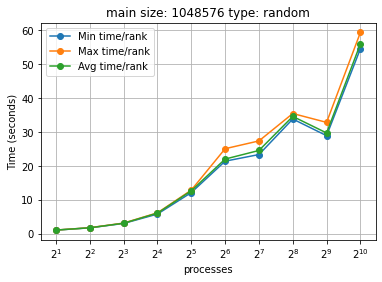 main size: 1048576 type: random
Min time/rank
Max time/rank
Avg time/rank
Time (seconds)
60
50
40
30
20
10
0
2¹ 2² 2³ 2⁴ 2⁵ 2⁶ 2⁷ 2⁸ 2⁹ 2¹⁰
processes